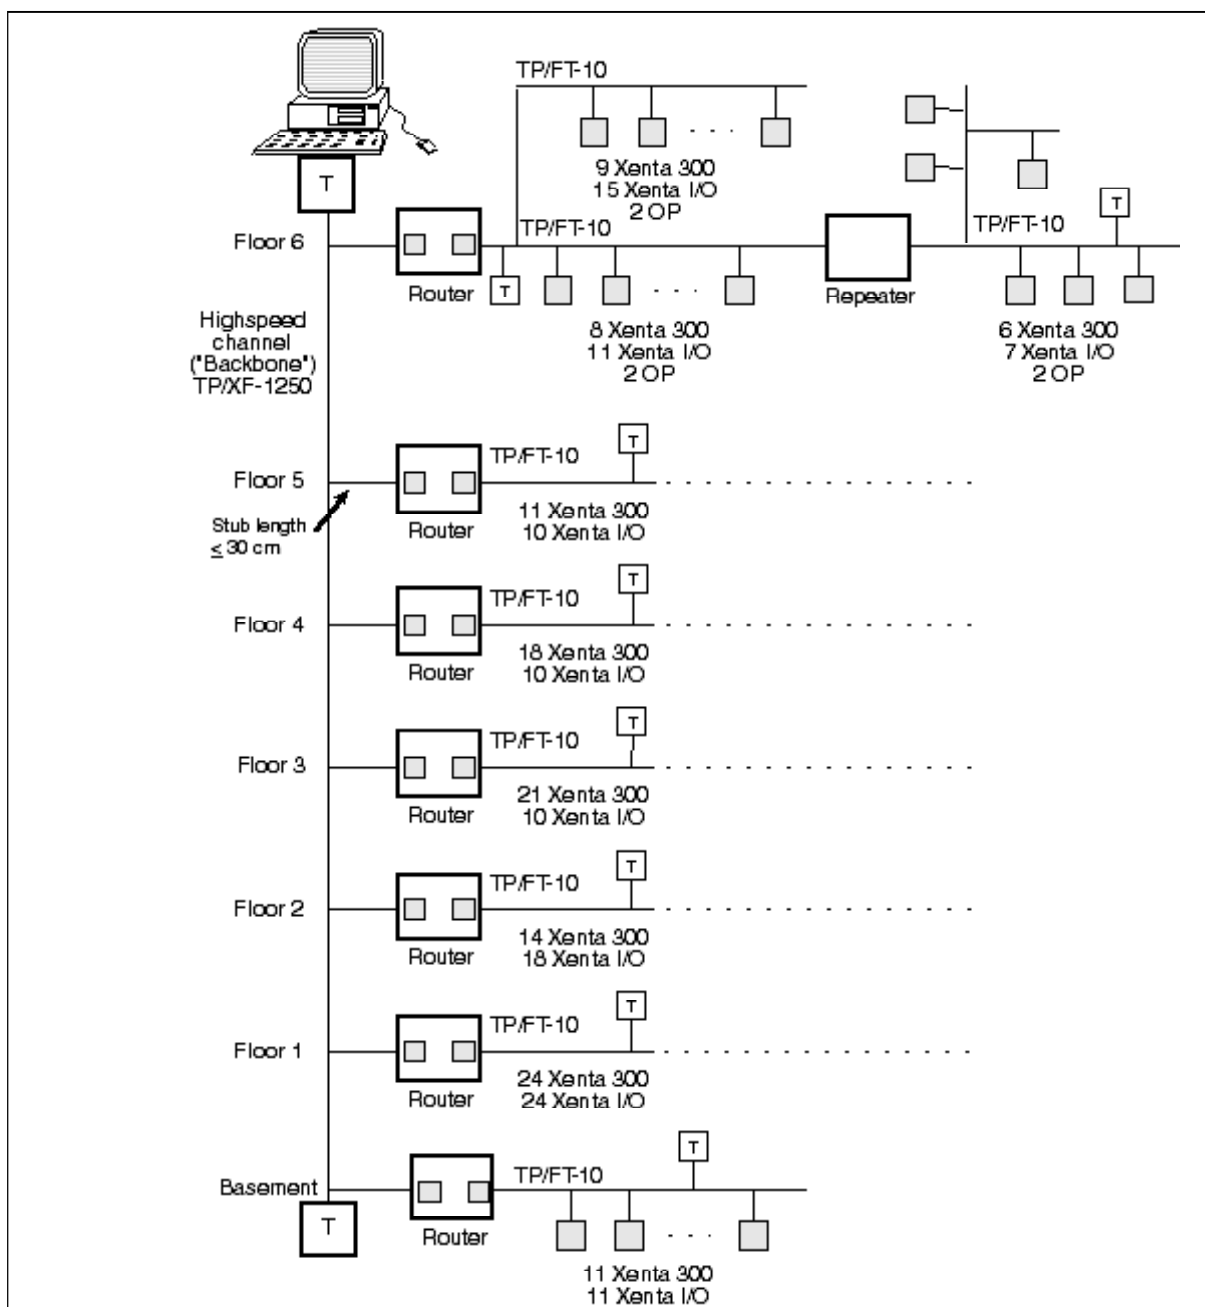 TP/FT-10
T
9 Xenta 300
15 Xenta I/O
2 OP
T
Floor 6
TP/FT-10
TP/FT-10
Router
T
Repeater
Highspeed
channel
("Backbone")
TP/XF-1250
8 Xenta 300
11 Xenta I/O
2 OP
6 Xenta 300
7 Xenta I/O
2 OP
T
TP/FT-10
Floor 5
11 Xenta 300
10 Xenta I/O
Stub length
≤ 30 cm
Router
T
TP/FT-10
Floor 4
18 Xenta 300
10 Xenta I/O
Router
T
TP/FT-10
Floor 3
21 Xenta 300
10 Xenta I/O
Router
T
TP/FT-10
Floor 2
14 Xenta 300
18 Xenta I/O
Router
T
TP/FT-10
Floor 1
24 Xenta 300
24 Xenta I/O
Router
T
TP/FT-10
Basement
T
Router
11 Xenta 300
11 Xenta I/O